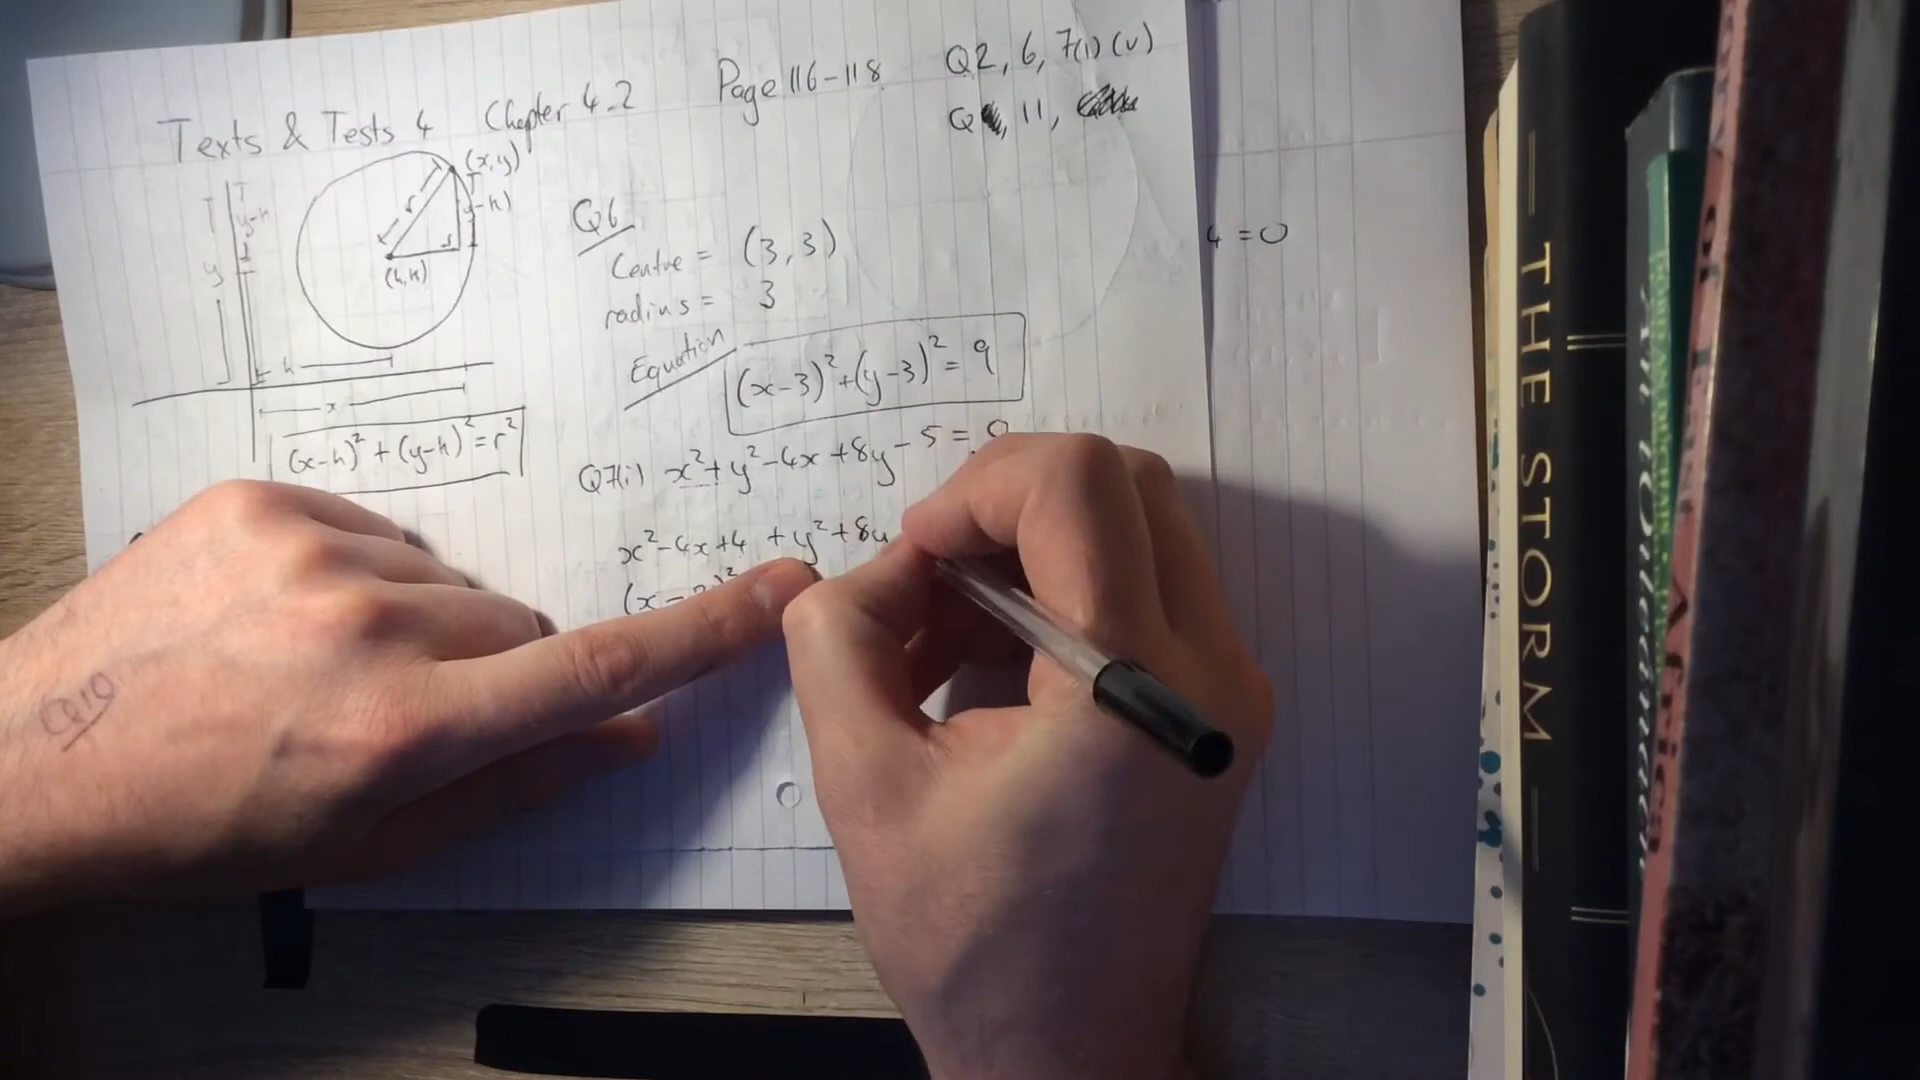 Texts & Tests 4 Chapter 4.2 Page 116-118 Q2, 6, 7(i) (v)
Q , 11,
(x,y)
r
(y-k)
(h,k)
T
y-k
y
h
x
(x-h)² + (y-k)² = r²
Q6
Centre = (3,3)
radius = 3
Equation
(x-3)² + (y-3)² = 9
Q7(i) x² + y² - 4x + 8y - 5 = 0
x² - 4x + 4 + y² + 8y
(x - 2)²
4 = 0
Q10
THE STORM